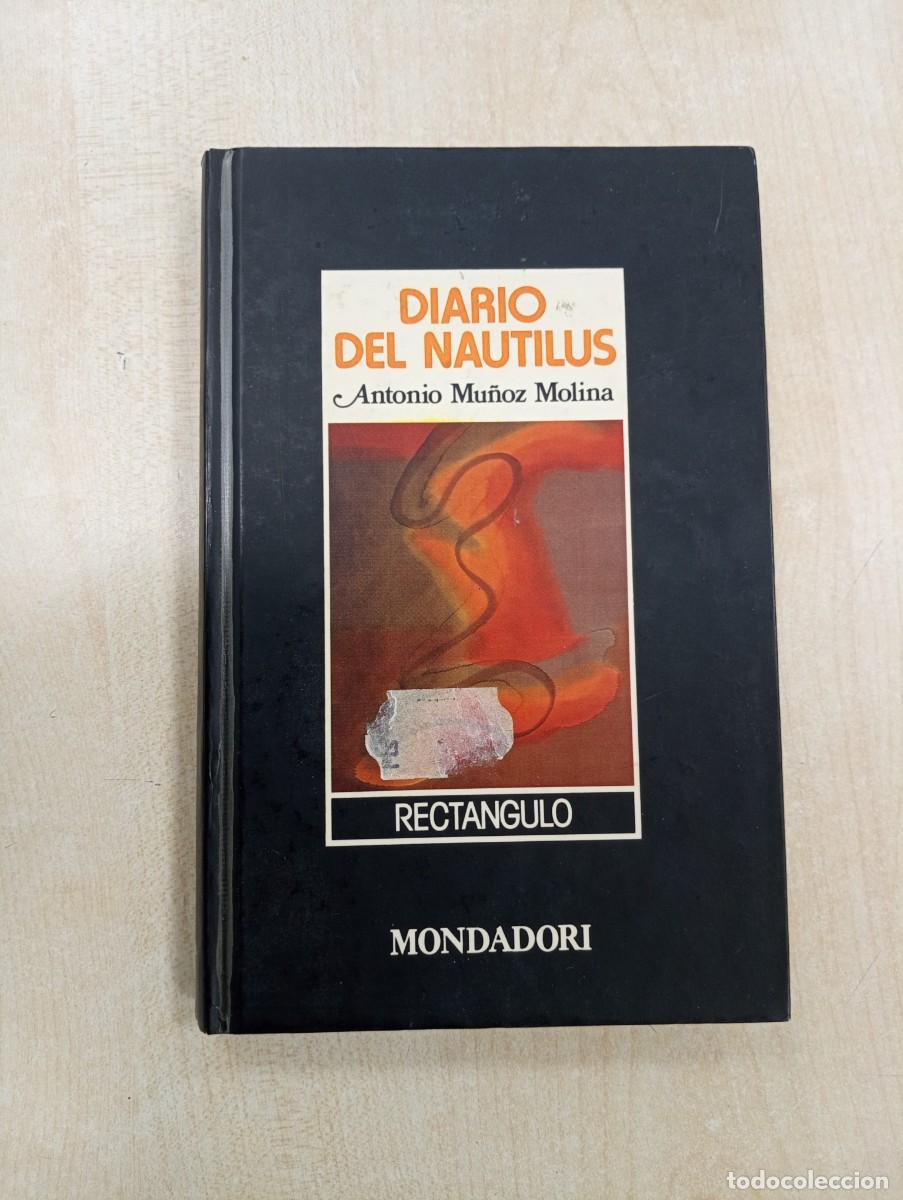 DIARIO
DEL NAUTILUS
Antonio Muñoz Molina
RECTANGULO
MONDADORI
todocoleccion